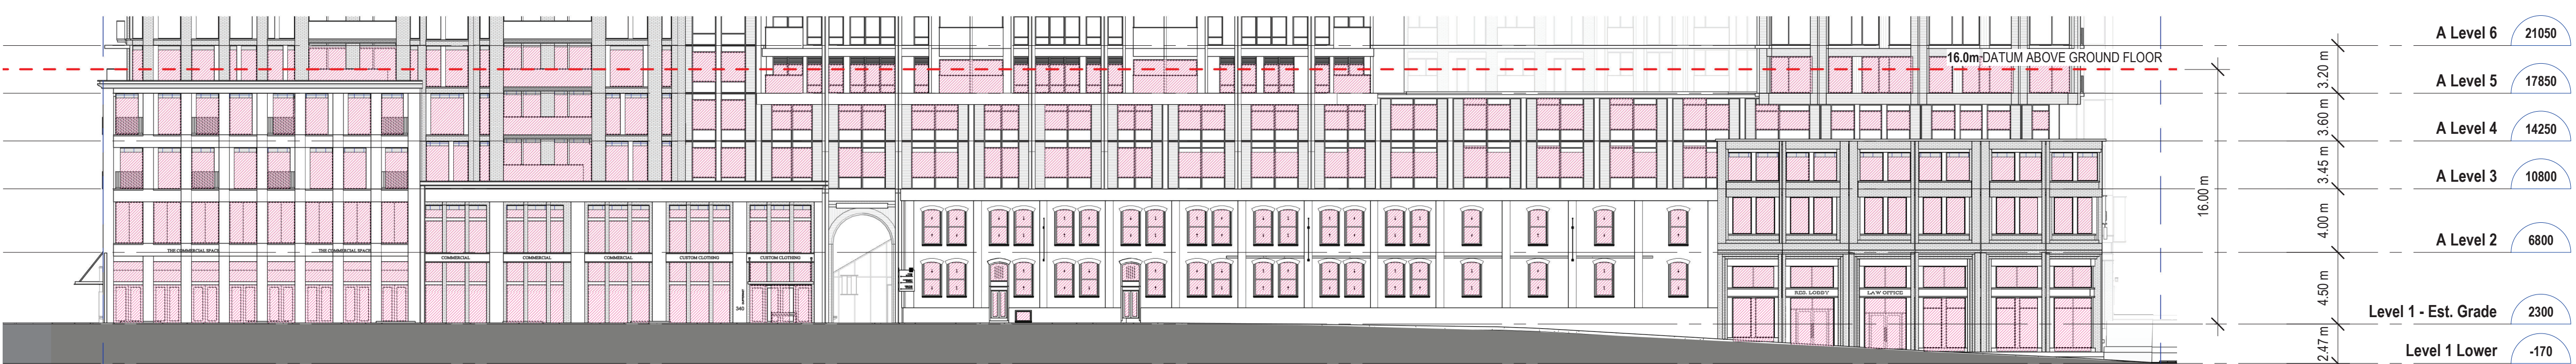 A Level 6 21050
16.0m DATUM ABOVE GROUND FLOOR
3.20 m
A Level 5 17850
3.60 m
A Level 4 14250
3.45 m
A Level 3 10800
16.00 m
4.00 m
THE COMMERCIAL SPACE THE COMMERCIAL SPACE
A Level 2 6800
COMMERCIAL COMMERCIAL COMMERCIAL CUSTOM CLOTHING CUSTOM CLOTHING
4.50 m
RES. LOBBY LAW OFFICE
340
Level 1 - Est. Grade 2300
2.47 m
Level 1 Lower -170